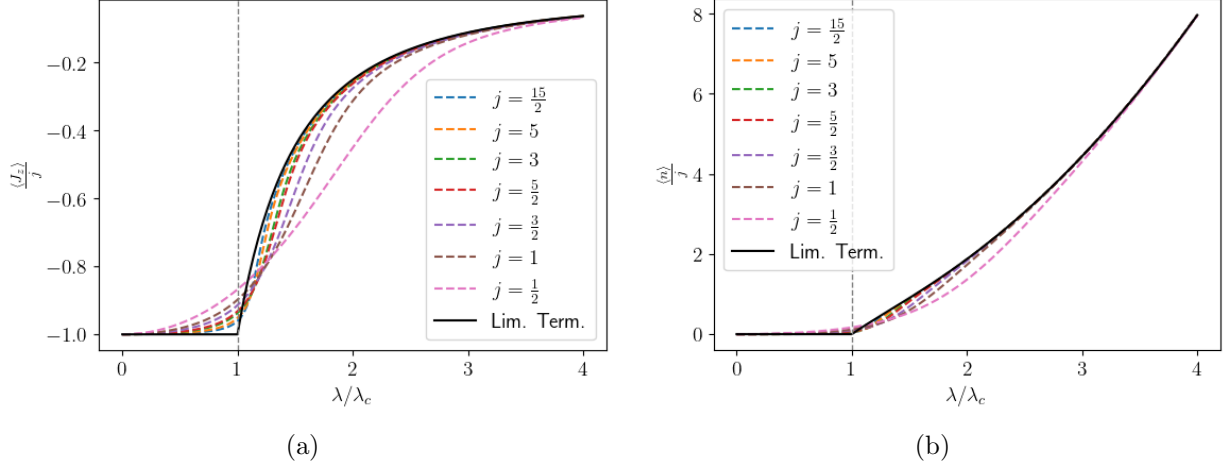 ⟨J_z⟩/j
−0.2
−0.4
−0.6
−0.8
−1.0
0 1 2 3 4
λ/λ_c
j = 15/2
j = 5
j = 3
j = 5/2
j = 3/2
j = 1
j = 1/2
Lim. Term.
(a)
⟨n⟩/j
8
6
4
2
0
0 1 2 3 4
λ/λ_c
j = 15/2
j = 5
j = 3
j = 5/2
j = 3/2
j = 1
j = 1/2
Lim. Term.
(b)